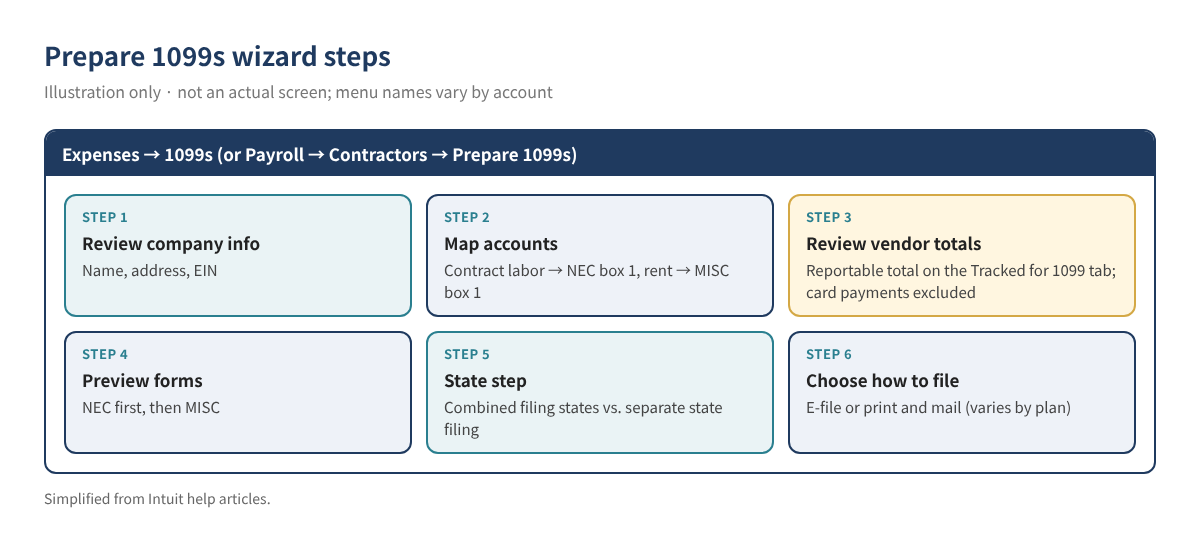 Prepare 1099s wizard steps
Illustration only · not an actual screen; menu names vary by account
Expenses → 1099s (or Payroll → Contractors → Prepare 1099s)
STEP 1
Review company info
Name, address, EIN
STEP 2
Map accounts
Contract labor → NEC box 1, rent → MISC
box 1
STEP 3
Review vendor totals
Reportable total on the Tracked for 1099 tab;
card payments excluded
STEP 4
Preview forms
NEC first, then MISC
STEP 5
State step
Combined filing states vs. separate state
filing
STEP 6
Choose how to file
E-file or print and mail (varies by plan)
Simplified from Intuit help articles.